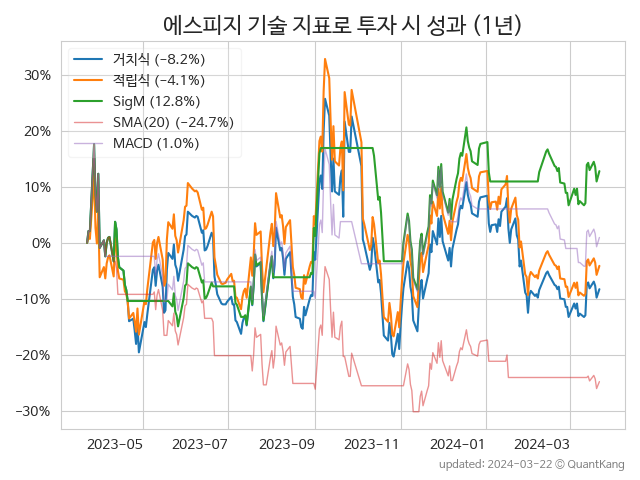 에스피지 기술 지표로 투자 시 성과 (1년)
거치식 (−8.2%)
적립식 (−4.1%)
SigM (12.8%)
SMA(20) (−24.7%)
MACD (1.0%)
30%
20%
10%
0%
−10%
−20%
−30%
2023−05 2023−07 2023−09 2023−11 2024−01 2024−03
updated: 2024−03−22 © QuantKang